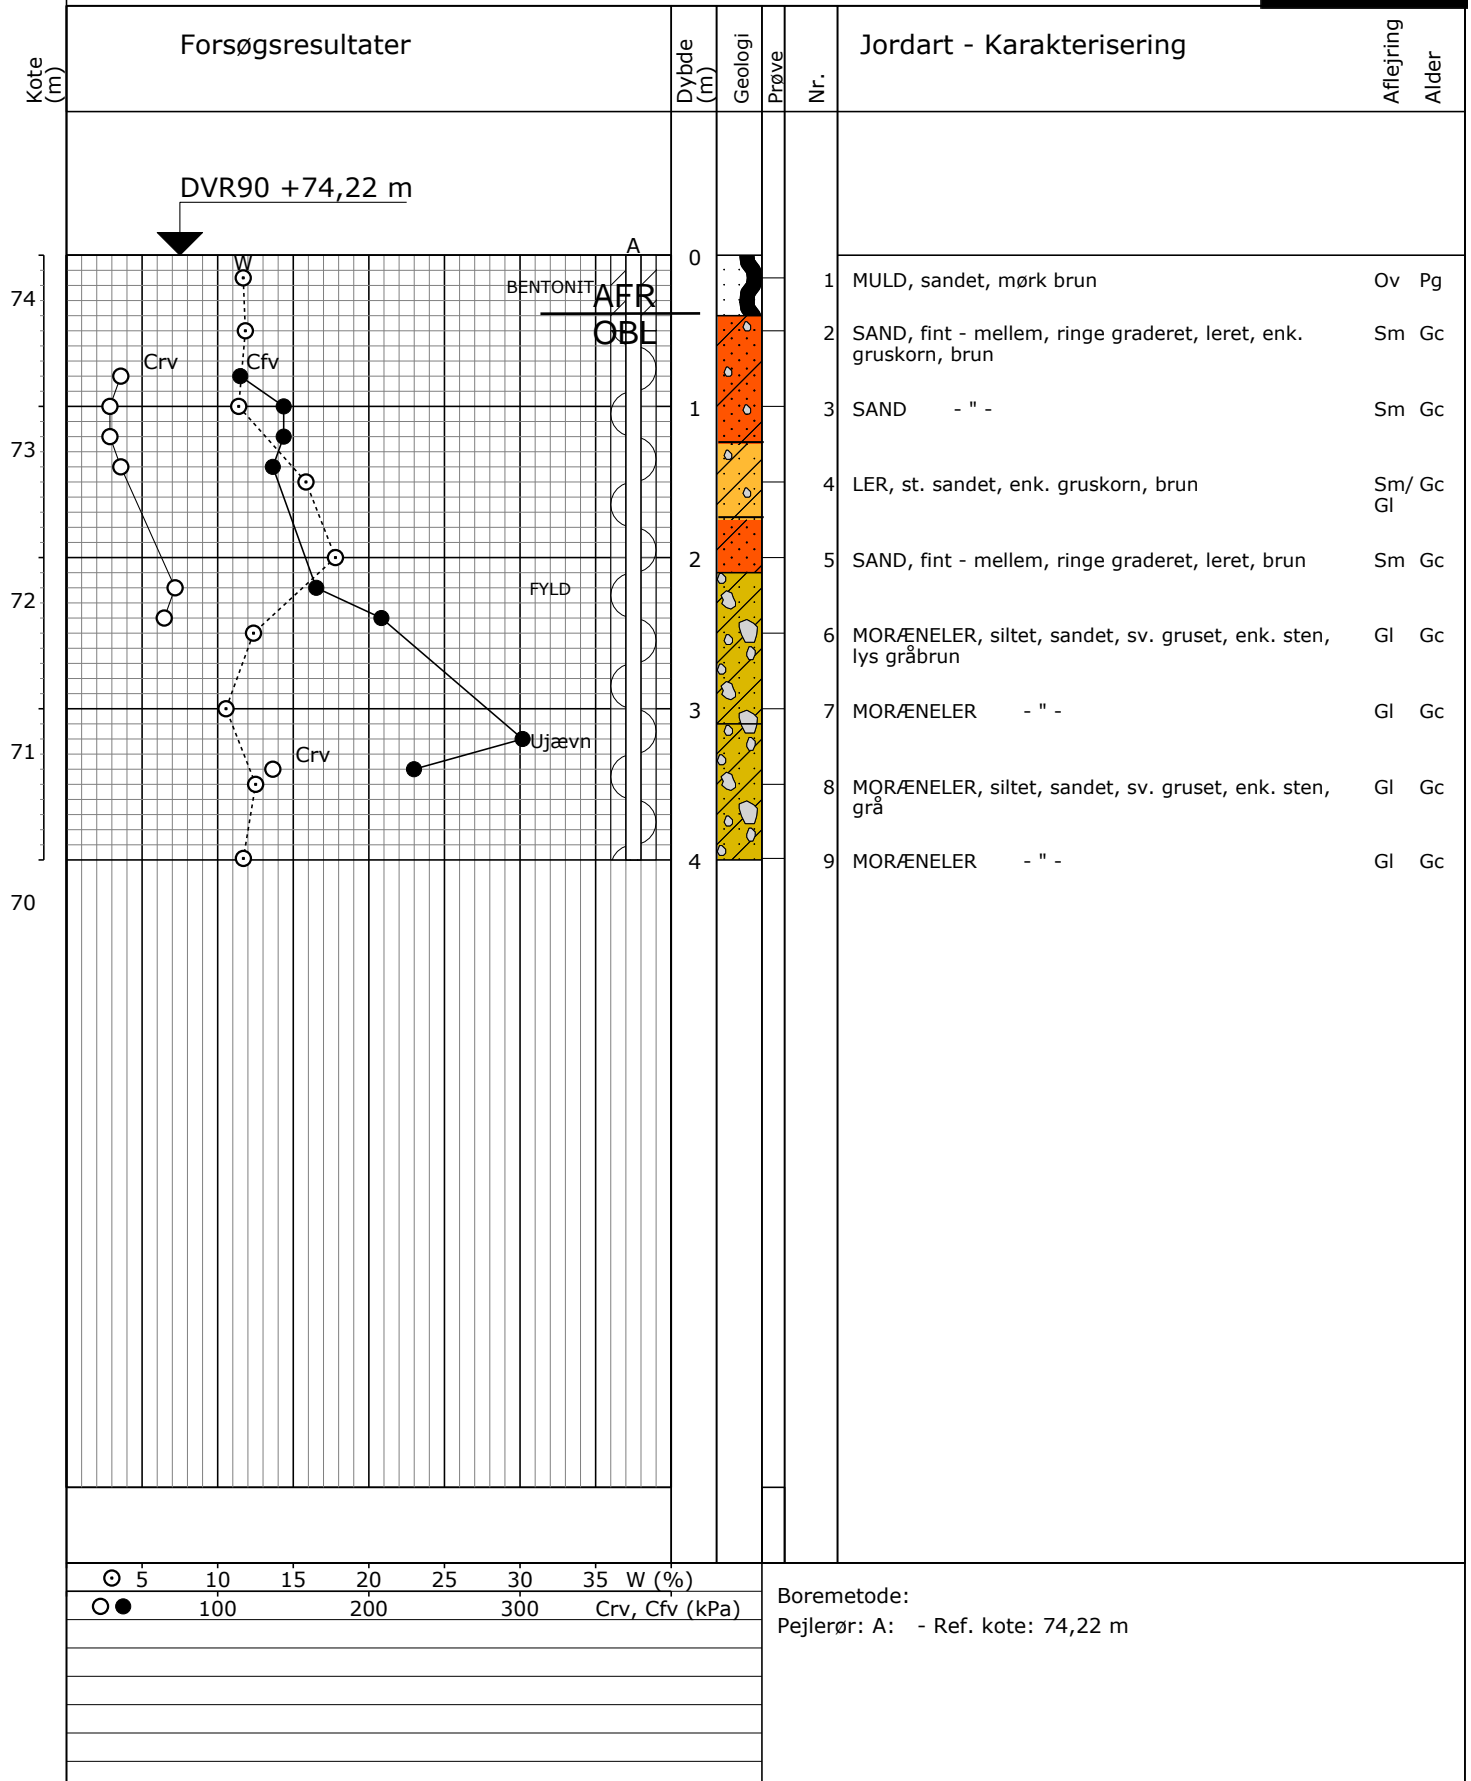 Kote (m)
Forsøgsresultater
Dybde (m)
Geologi
Prøve
Nr.
Jordart - Karakterisering
Aflejring
Alder
DVR90 +74,22 m
A
W
0
BENTONIT
AFR
74
1 MULD, sandet, mørk brun Ov Pg
OBL
2 SAND, fint - mellem, ringe graderet, leret, enk. Sm Gc
gruskorn, brun
Crv Cfv
1
3 SAND - " - Sm Gc
73
4 LER, st. sandet, enk. gruskorn, brun Sm/ Gc
Gl
2
5 SAND, fint - mellem, ringe graderet, leret, brun Sm Gc
FYLD
72
6 MORÆNELER, siltet, sandet, sv. gruset, enk. sten, Gl Gc
lys gråbrun
3
7 MORÆNELER - " - Gl Gc
Ujævn
71
Crv
8 MORÆNELER, siltet, sandet, sv. gruset, enk. sten, Gl Gc
grå
4
9 MORÆNELER - " - Gl Gc
70
5 10 15 20 25 30 35 W (%)
100 200 300 Crv, Cfv (kPa)
Boremetode:
Pejlerør: A: - Ref. kote: 74,22 m